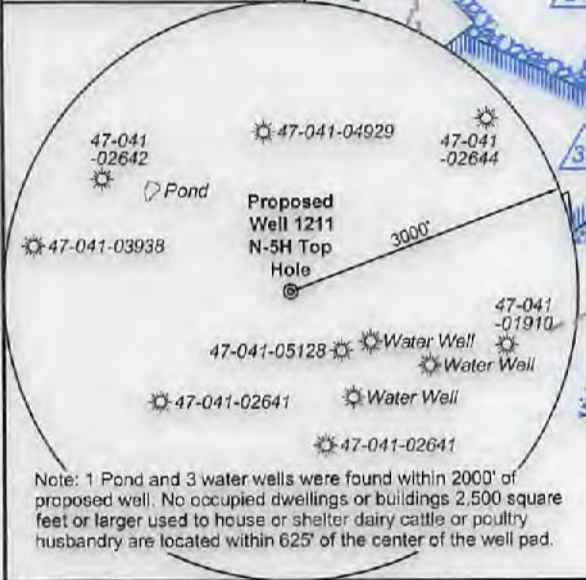 47-041
-02642
47-041-04929
47-041
-02644
Pond
Proposed
Well 1211
N-5H Top
Hole
3000'
47-041-03938
47-041
-01910
47-041-05128
Water Well
Water Well
47-041-02641
Water Well
47-041-02641
Note: 1 Pond and 3 water wells were found within 2000' of
proposed well. No occupied dwellings or buildings 2,500 square
feet or larger used to house or shelter dairy cattle or poultry
husbandry are located within 625' of the center of the well pad.
3